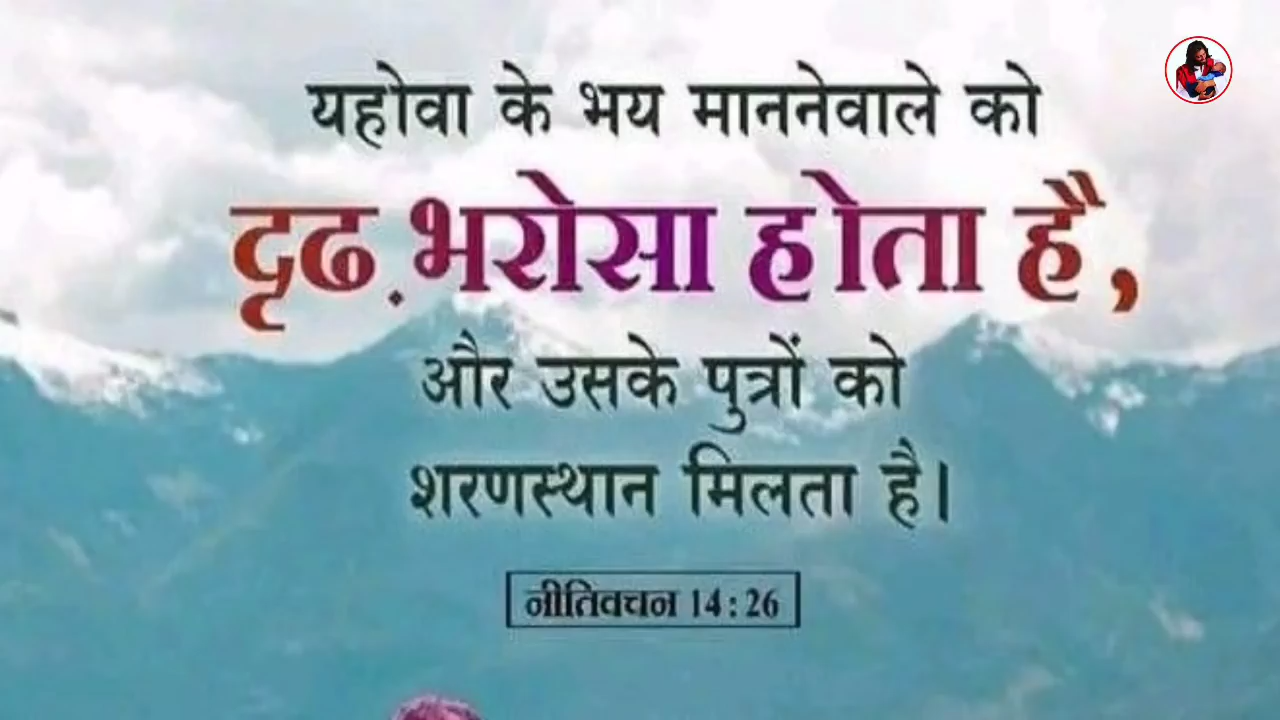 यहोवा के भय माननेवाले को
दृढ़ भरोसा होता है,
और उसके पुत्रों को
शरणस्थान मिलता है।
नीतिवचन 14 : 26